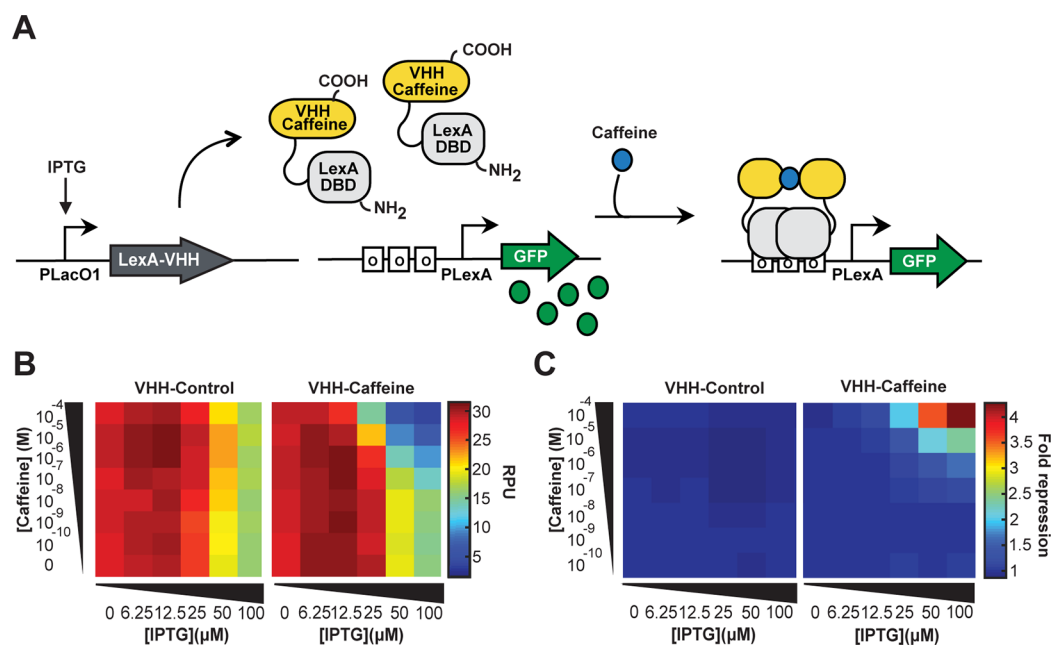 A
COOH
VHH
Caffeine
COOH
VHH
Caffeine
LexA
DBD
NH2
LexA
DBD
NH2
Caffeine
IPTG
PLacO1
LexA-VHH
o o o
PLexA
GFP
o o o
PLexA
GFP
B
VHH-Control
VHH-Caffeine
[Caffeine] (M)
10-4
10-5
10-6
10-7
10-8
10-9
10-10
0
0 6.25 12.5 25 50 100
[IPTG](μM)
0 6.25 12.5 25 50 100
[IPTG](μM)
30
25
20
15
10
5
RPU
C
VHH-Control
VHH-Caffeine
[Caffeine] (M)
10-4
10-5
10-6
10-7
10-8
10-9
10-10
0
0 6.25 12.5 25 50 100
[IPTG](μM)
0 6.25 12.5 25 50 100
[IPTG](μM)
4
3.5
3
2.5
2
1.5
1
Fold repression